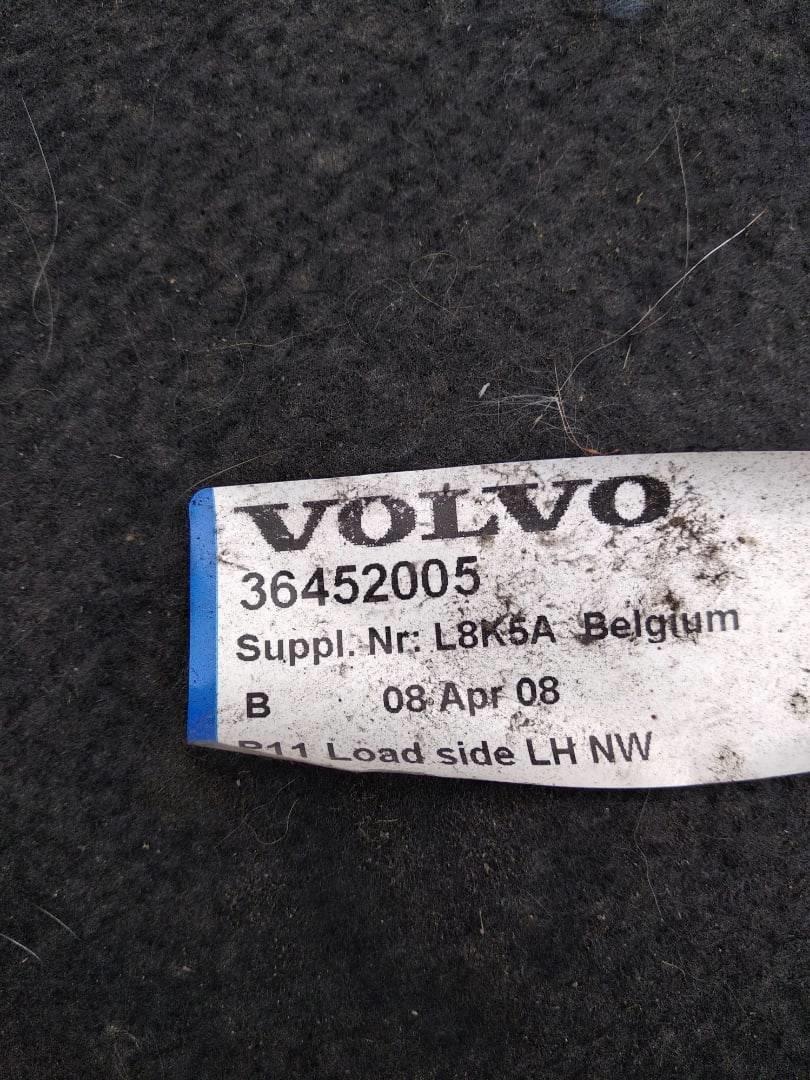 VOLVO
36452005
Suppl. Nr: L8K5A Belgium
B 08 Apr 08
Load side LH NW